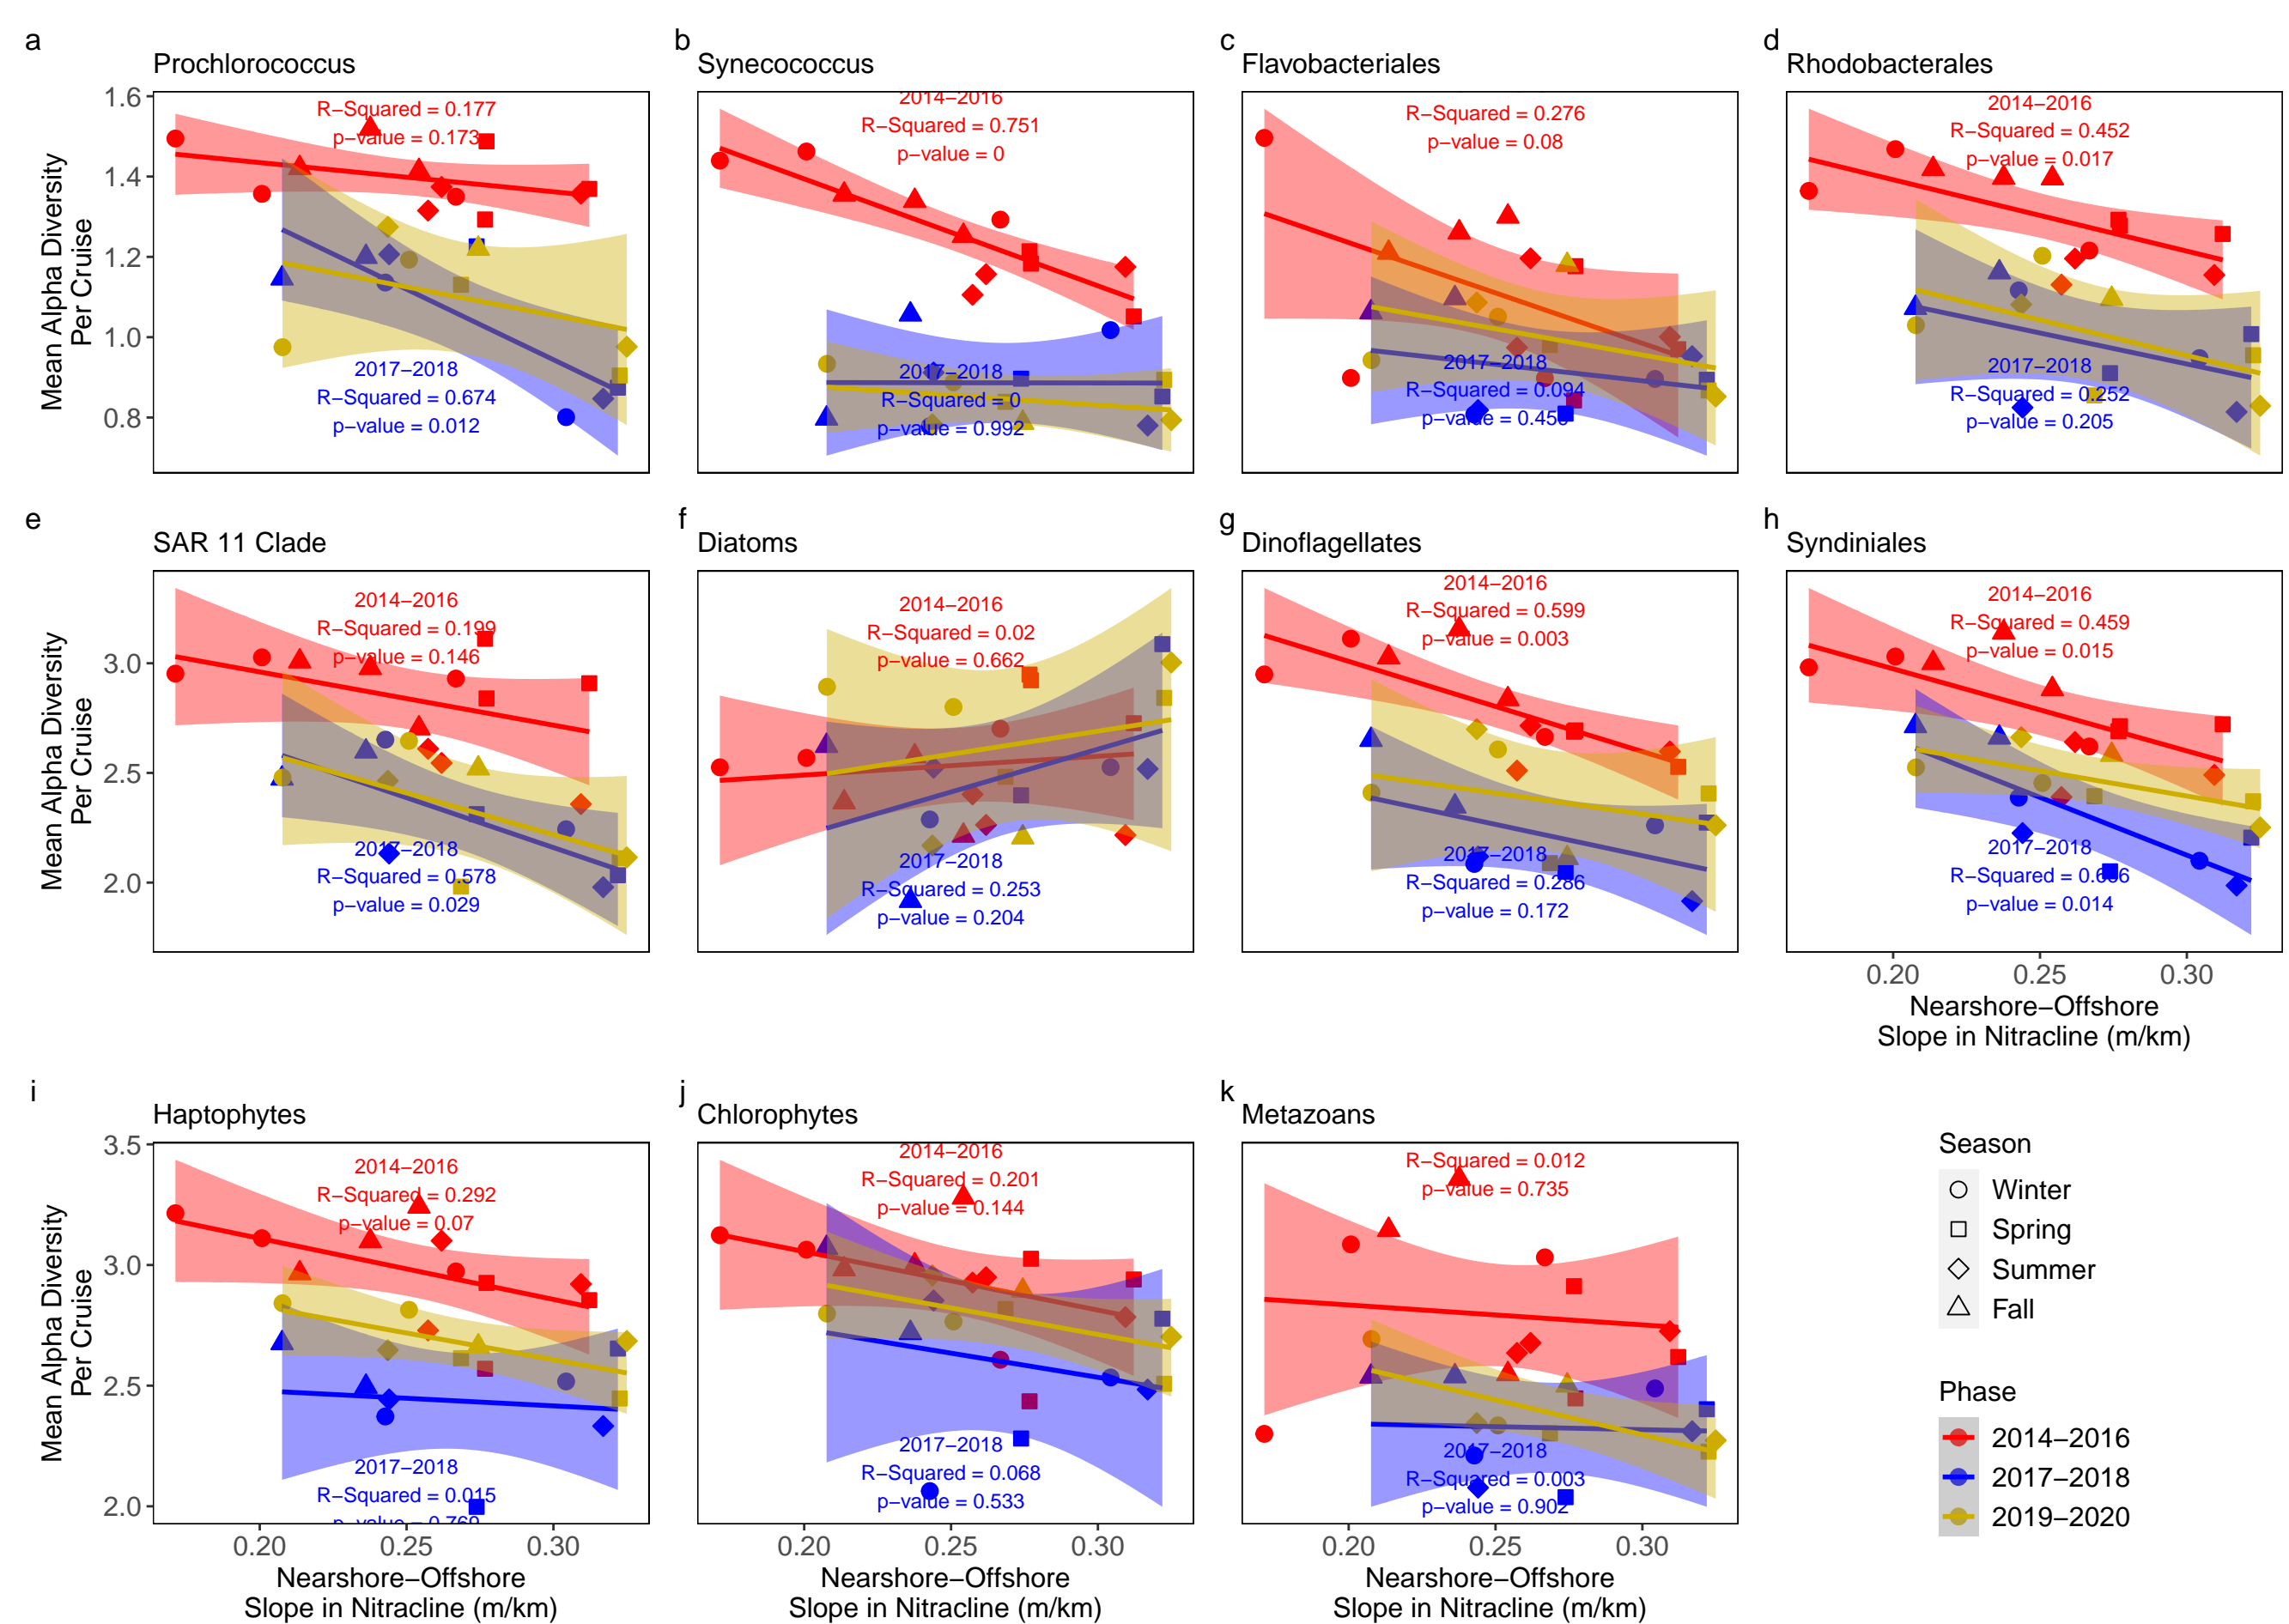 a
Prochlorococcus
b
Synecococcus
c
Flavobacteriales
d
Rhodobacterales
Mean Alpha Diversity
Per Cruise
1.6
1.4
1.2
1.0
0.8
R−Squared = 0.177
p−value = 0.173
2017−2018
R−Squared = 0.674
p−value = 0.012
2014−2016
R−Squared = 0.751
p−value = 0
2017−2018
R−Squared = 0
p−value = 0.992
R−Squared = 0.276
p−value = 0.08
2017−2018
R−Squared = 0.094
p−value =
2014−2016
R−Squared = 0.452
p−value = 0.017
2017−2018
R−Squared = 0.252
p−value = 0.205
e
SAR 11 Clade
f
Diatoms
g
Dinoflagellates
h
Syndiniales
Mean Alpha Diversity
Per Cruise
3.0
2.5
2.0
2014−2016
R−Squared = 0.199
p−value = 0.146
2017−2018
R−Squared = 0.578
p−value = 0.029
2014−2016
R−Squared = 0.02
p−value = 0.662
2017−2018
R−Squared = 0.253
p−value = 0.204
2014−2016
R−Squared = 0.599
p−value = 0.003
2017−2018
R−Squared = 0.286
p−value = 0.172
2014−2016
R−Squared = 0.459
p−value = 0.015
2017−2018
R−Squared =
p−value = 0.014
0.20
0.25
0.30
Nearshore−Offshore
Slope in Nitracline (m/km)
i
Haptophytes
j
Chlorophytes
k
Metazoans
Mean Alpha Diversity
Per Cruise
3.5
3.0
2.5
2.0
2014−2016
R−Squared = 0.292
p−value = 0.07
2017−2018
R−Squared = 0.015
p−value = 0.769
2014−2016
R−Squared = 0.201
p−value = 0.144
2017−2018
R−Squared = 0.068
p−value = 0.533
R−Squared = 0.012
p−value = 0.735
2017−2018
R−Squared = 0.003
p−value = 0.902
0.20
0.25
0.30
Nearshore−Offshore
Slope in Nitracline (m/km)
0.20
0.25
0.30
Nearshore−Offshore
Slope in Nitracline (m/km)
0.20
0.25
0.30
Nearshore−Offshore
Slope in Nitracline (m/km)
Season
Winter
Spring
Summer
Fall
Phase
2014−2016
2017−2018
2019−2020